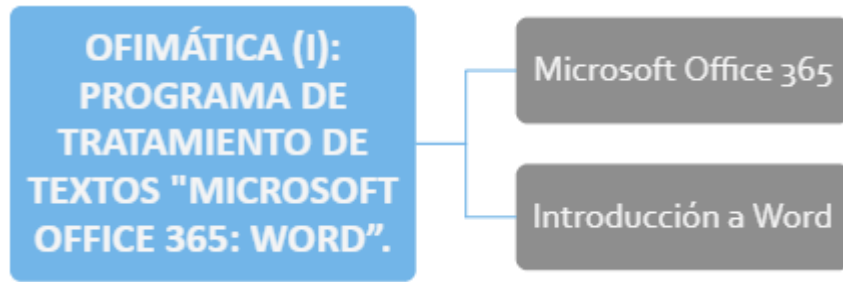 OFIMÁTICA (I):
PROGRAMA DE
TRATAMIENTO DE
TEXTOS "MICROSOFT
OFFICE 365: WORD”.
Microsoft Office 365
Introducción a Word